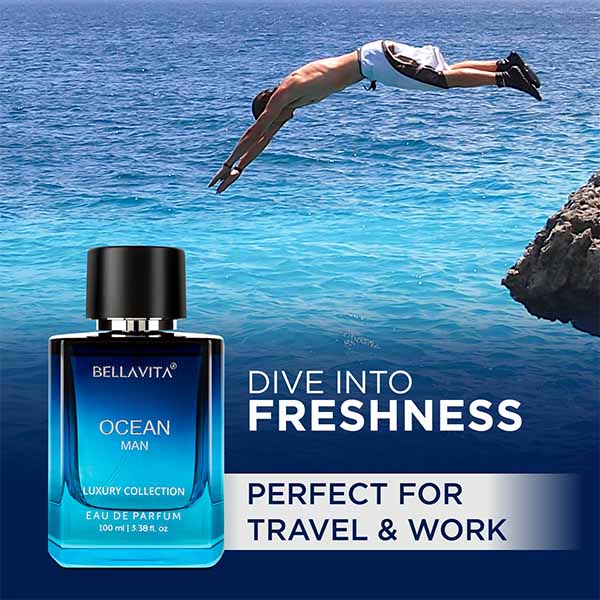 BELLAVITA®
OCEAN
MAN
LUXURY COLLECTION
EAU DE PARFUM
100 ml | 3.38 fl. oz
DIVE INTO
FRESHNESS
PERFECT FOR
TRAVEL & WORK